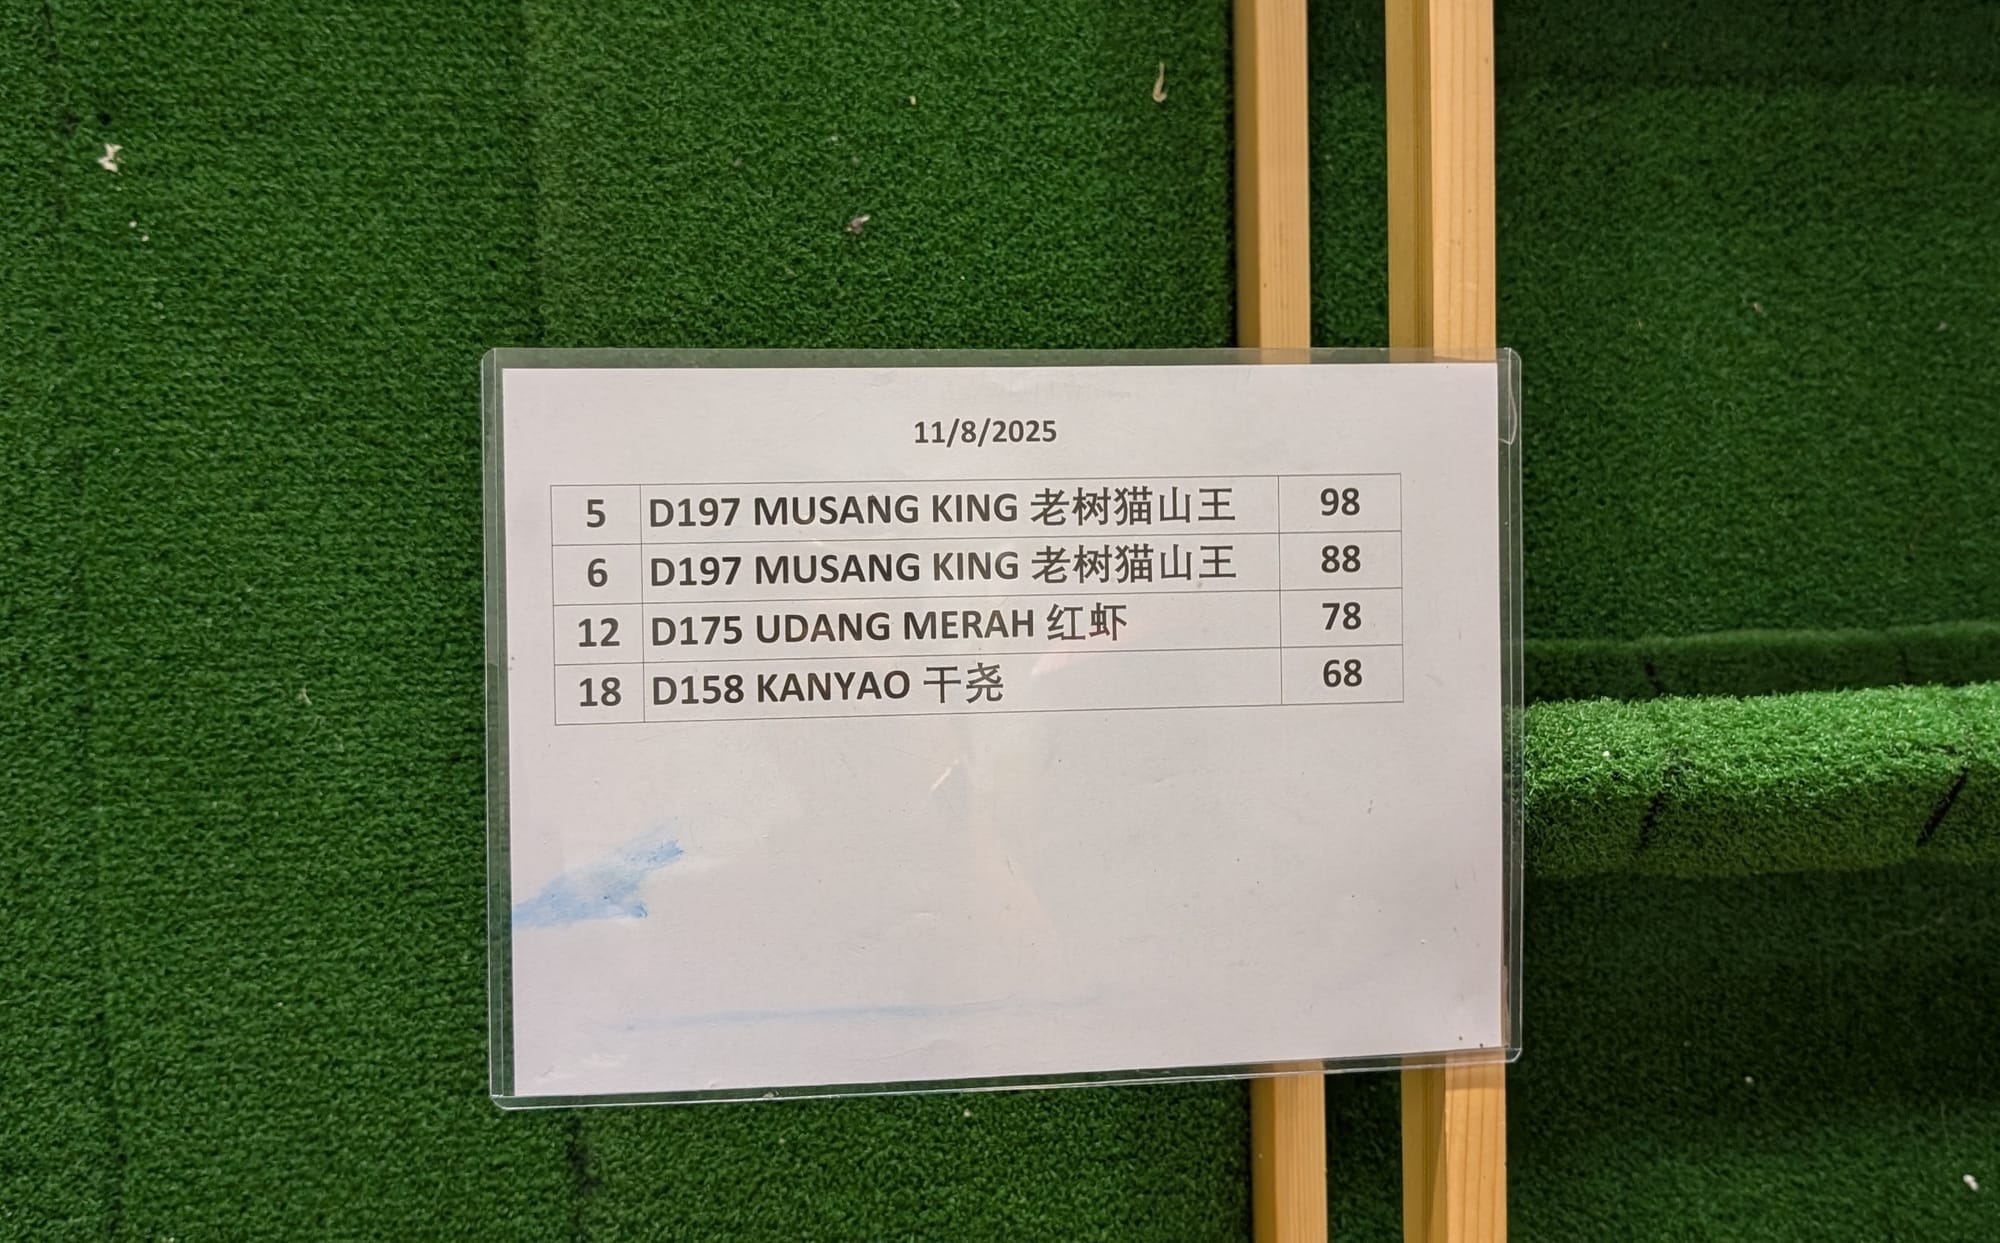 11/8/2025
5 D197 MUSANG KING 老树猫山王 98
6 D197 MUSANG KING 老树猫山王 88
12 D175 UDANG MERAH 红虾 78
18 D158 KANYAO 干尧 68